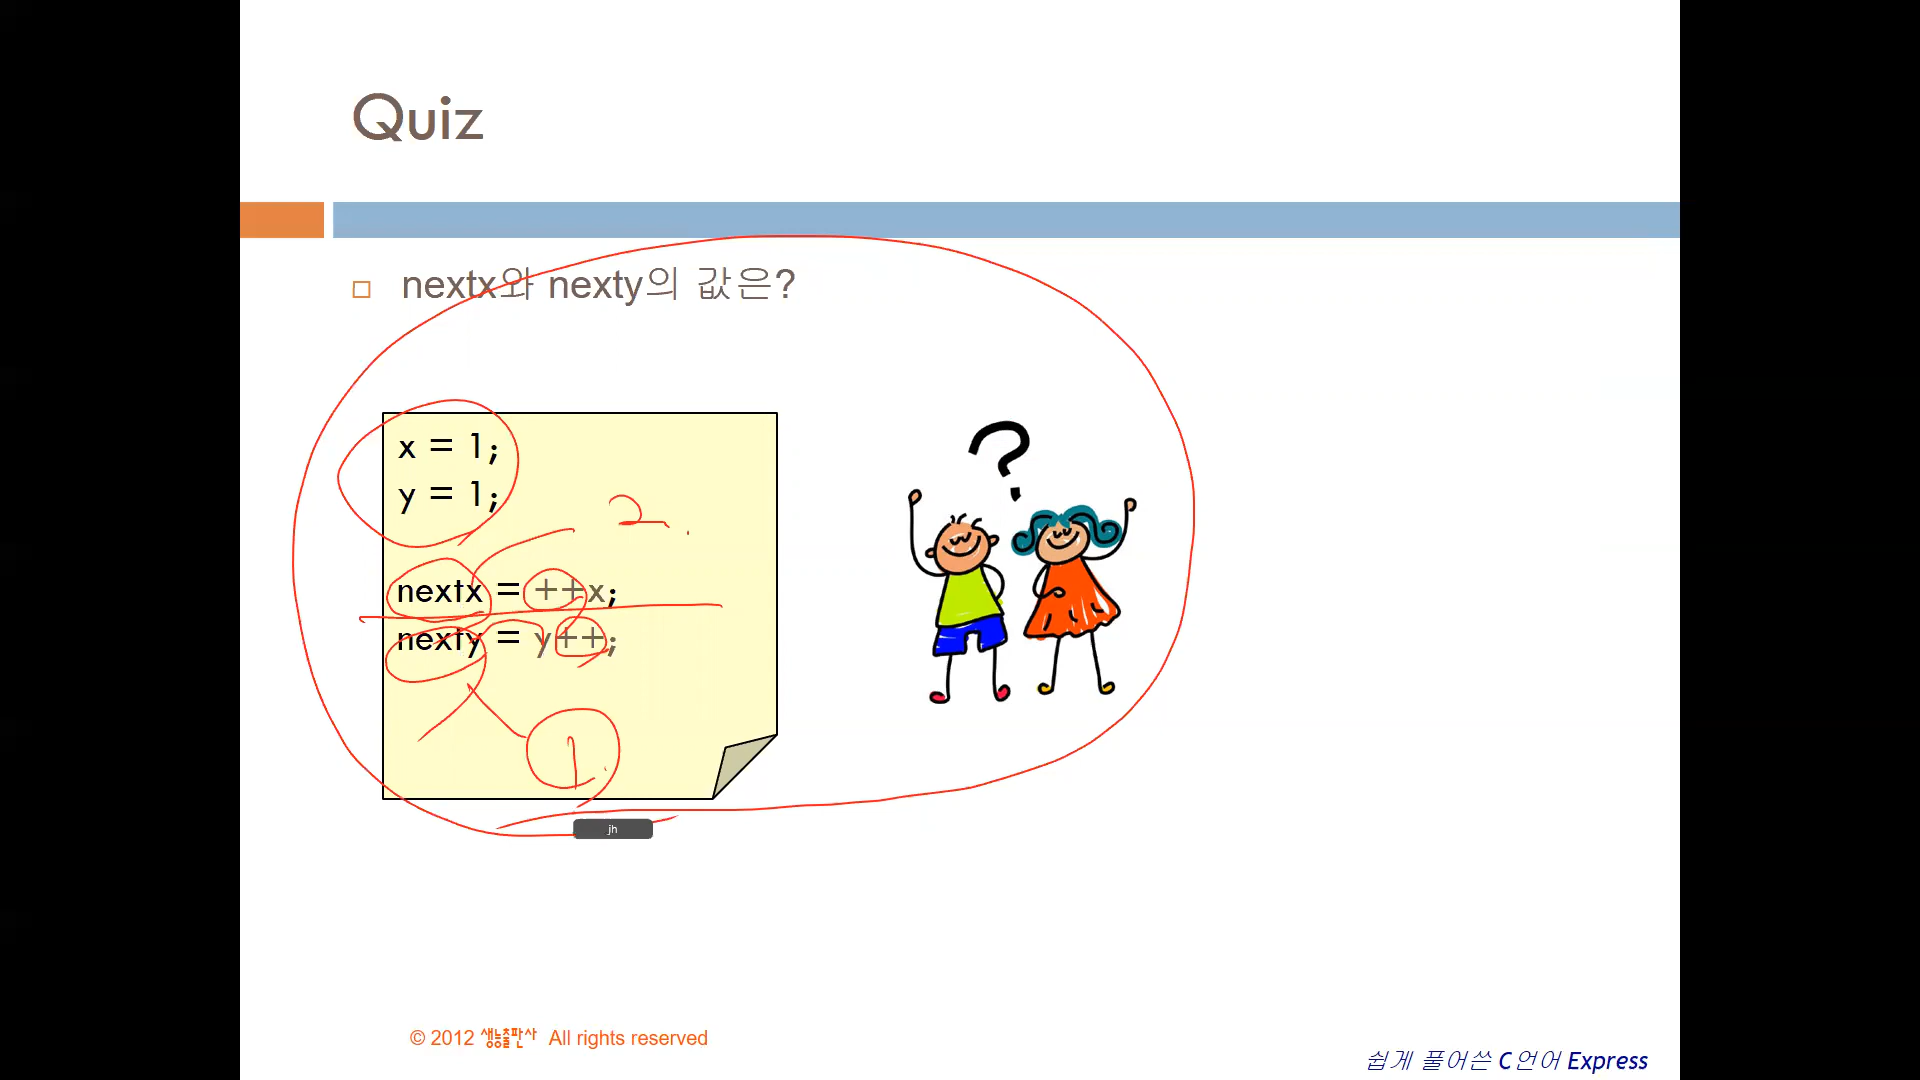 Quiz
nextx와 nexty의 값은?
x = 1;
y = 1;
2.
nextx = ++x;
nexty = y++;
1.
jh
© 2012 생능출판사 All rights reserved
쉽게 풀어쓴 C언어 Express